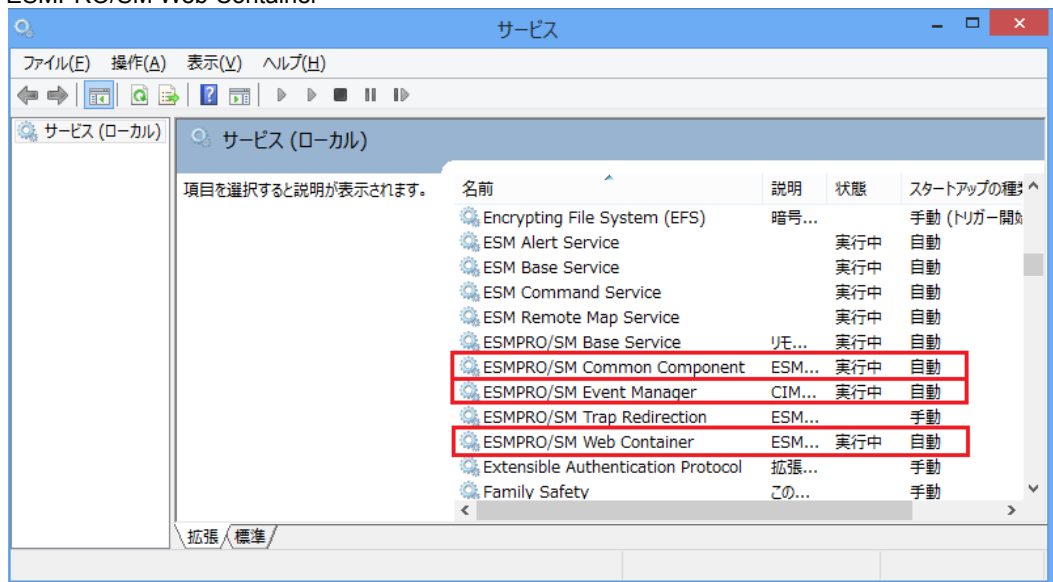 ESMPRO/SM Web Container
サービス
ファイル(F) 操作(A) 表示(V) ヘルプ(H)
サービス (ローカル)
サービス (ローカル)
項目を選択すると説明が表示されます。
名前 説明 状態 スタートアップの種類
Encrypting File System (EFS) 暗号... 手動 (トリガー開始
ESM Alert Service 実行中 自動
ESM Base Service 実行中 自動
ESM Command Service 実行中 自動
ESM Remote Map Service 実行中 自動
ESMPRO/SM Base Service リモ... 実行中 自動
ESMPRO/SM Common Component ESM... 実行中 自動
ESMPRO/SM Event Manager CIM... 実行中 自動
ESMPRO/SM Trap Redirection ESM... 手動
ESMPRO/SM Web Container ESM... 実行中 自動
Extensible Authentication Protocol 拡張... 手動
Family Safety この... 手動
拡張 標準